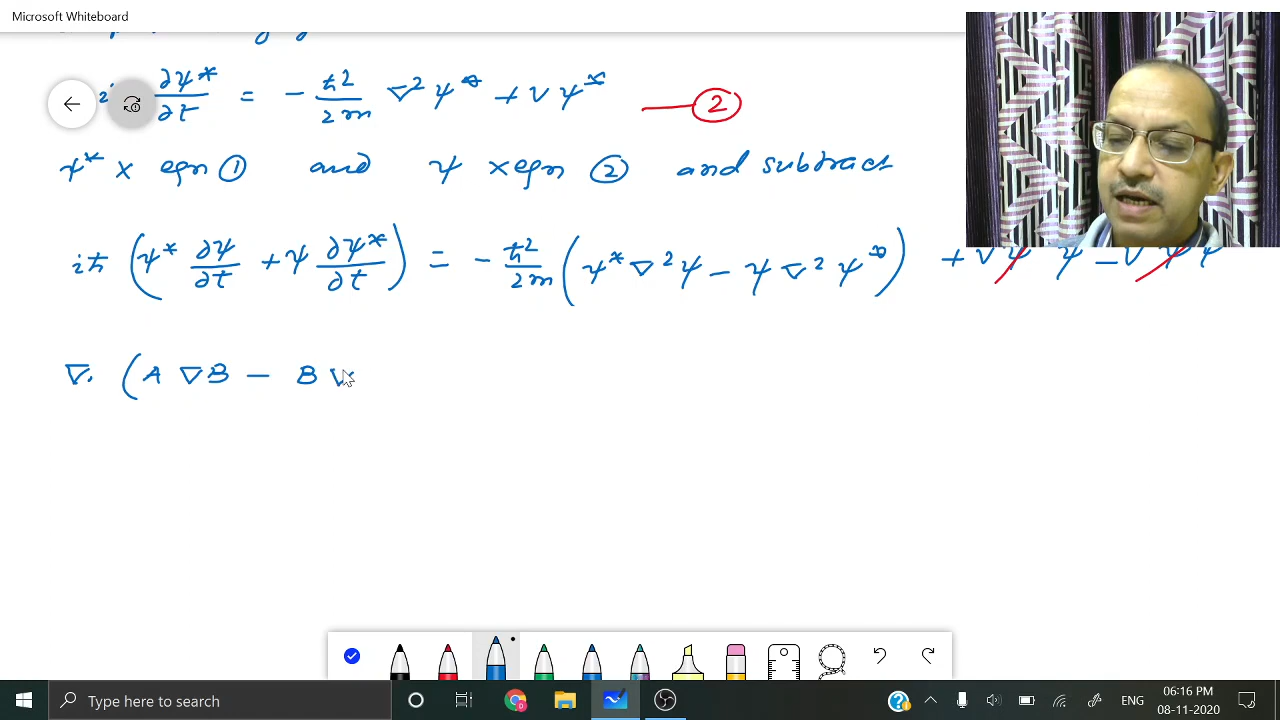 Microsoft Whiteboard
∂ψ*/∂t = - ħ²/2m ∇²ψ* + Vψ* — ②
ψ* × eqn ① and ψ × eqn ② and subtract
iħ (ψ* ∂ψ/∂t + ψ ∂ψ*/∂t) = - ħ²/2m (ψ* ∇²ψ - ψ ∇²ψ*) + Vψ ψ - Vψ ψ
∇. (A ∇B - B ∇
Type here to search
ENG
06:16 PM
08-11-2020